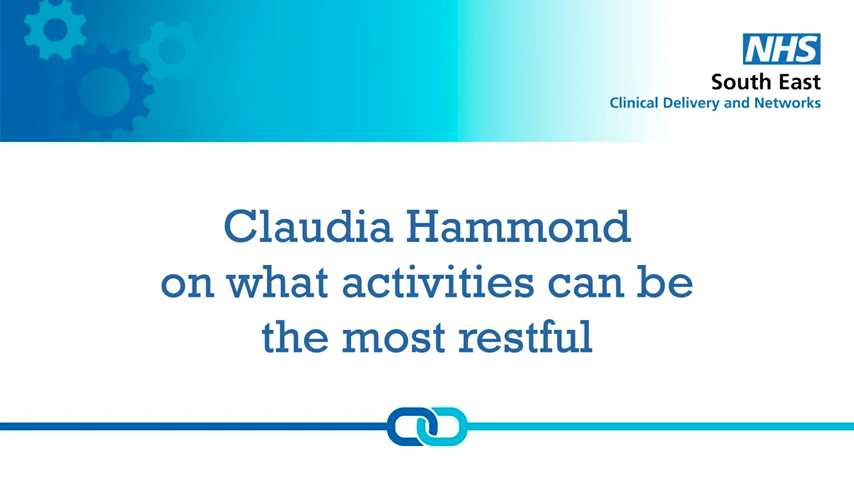 NHS
South East
Clinical Delivery and Networks
Claudia Hammond
on what activities can be
the most restful